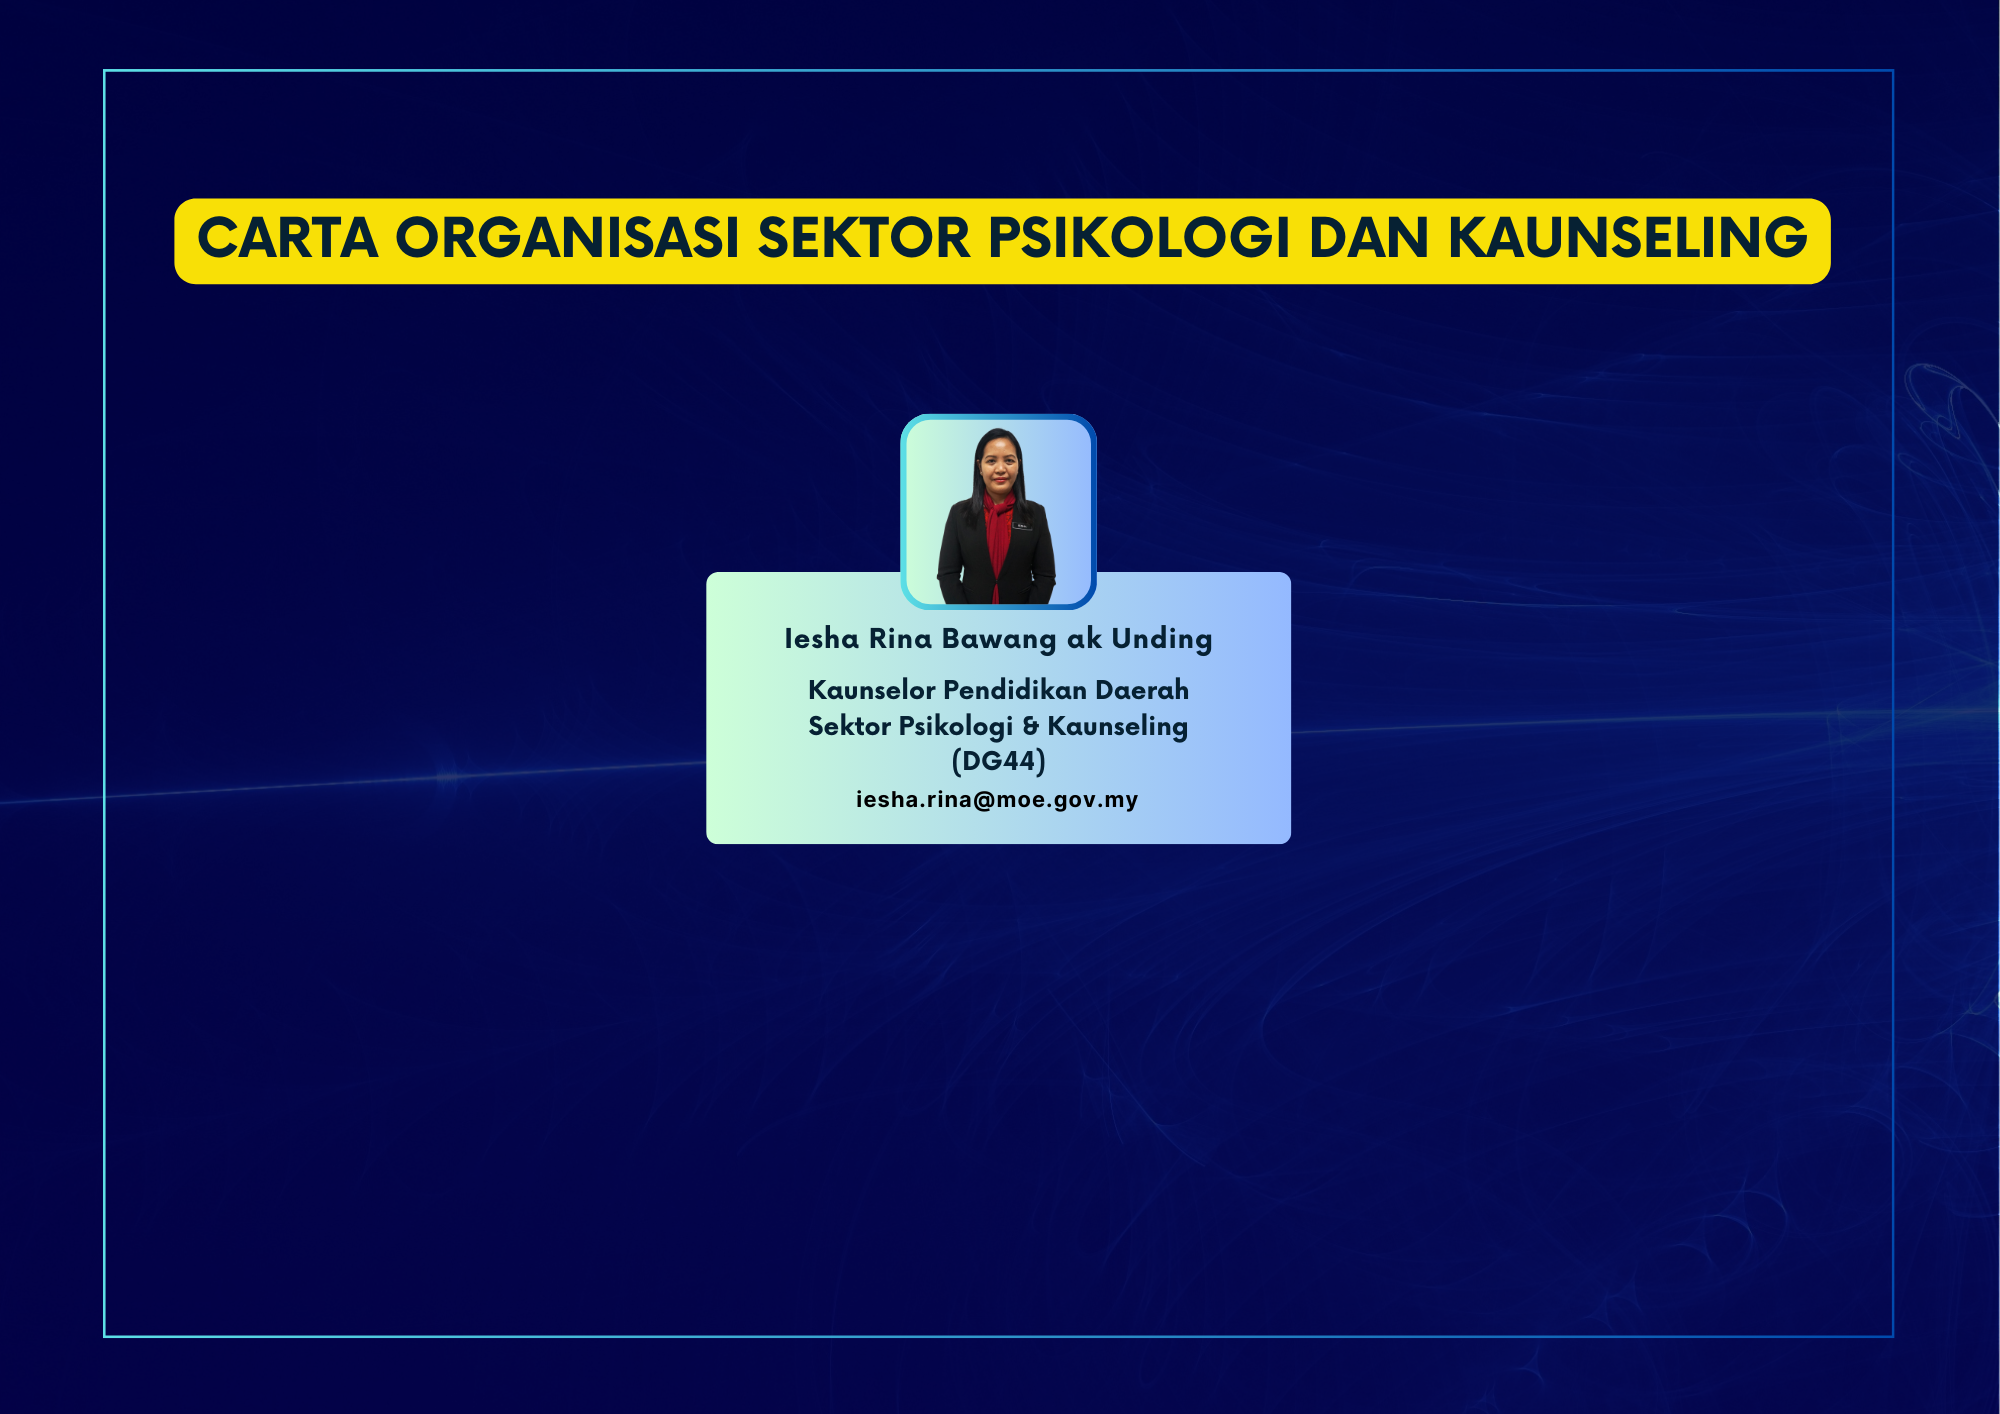 CARTA ORGANISASI SEKTOR PSIKOLOGI DAN KAUNSELING
Iesha Rina Bawang ak Unding
Kaunselor Pendidikan Daerah
Sektor Psikologi & Kaunseling
(DG44)
iesha.rina@moe.gov.my